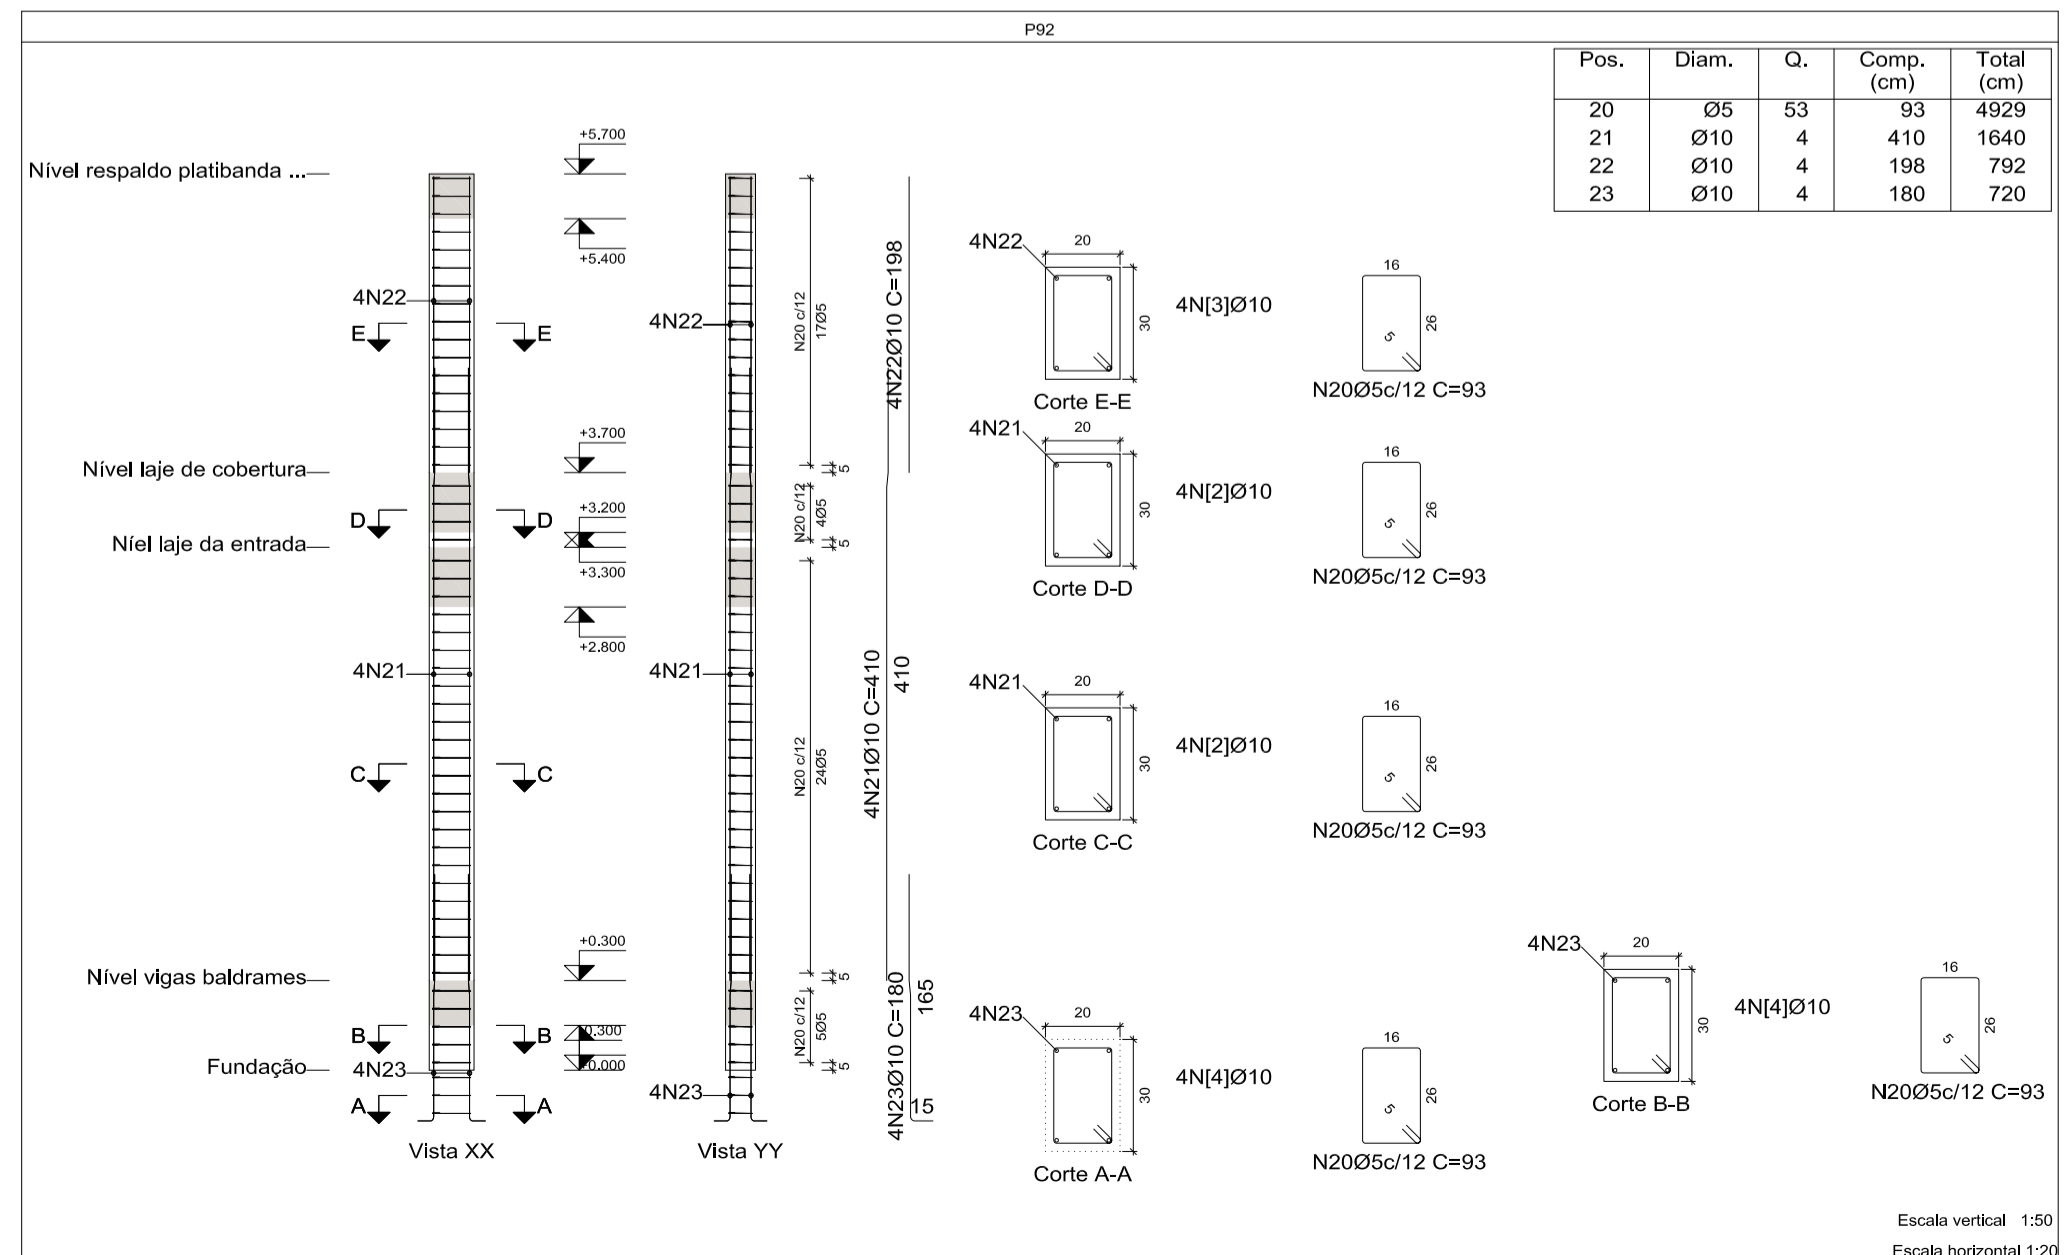 P92
Pos. Diam. Q. Comp. (cm) Total (cm)
20 Ø5 53 93 4929
21 Ø10 4 410 1640
22 Ø10 4 198 792
23 Ø10 4 180 720
Nível respaldo platibanda ...
Nível laje de cobertura
Níel laje da entrada
Nível vigas baldrames
Fundação
4N22
E E
D D
4N21
C C
B B
4N23
A A
Vista XX
+5.700
+5.400
+3.700
+3.200
+3.300
+2.800
+0.300
0.300
+0.000
4N22
4N21
4N23
Vista YY
N20 c/12
17Ø5
5
N20 c/12
4Ø5
5
N20 c/12
24Ø5
5
N20 c/12
5Ø5
5
4N22Ø10 C=198
4N21Ø10 C=410
410
4N23Ø10 C=180
165
15
4N22
20
30
4N[3]Ø10
Corte E-E
16
26
5
N20Ø5c/12 C=93
4N21
20
30
4N[2]Ø10
Corte D-D
16
26
5
N20Ø5c/12 C=93
4N21
20
30
4N[2]Ø10
Corte C-C
16
26
5
N20Ø5c/12 C=93
4N23
20
30
4N[4]Ø10
Corte A-A
16
26
5
N20Ø5c/12 C=93
4N23
20
30
4N[4]Ø10
Corte B-B
16
26
5
N20Ø5c/12 C=93
Escala vertical 1:50
Escala horizontal 1:20